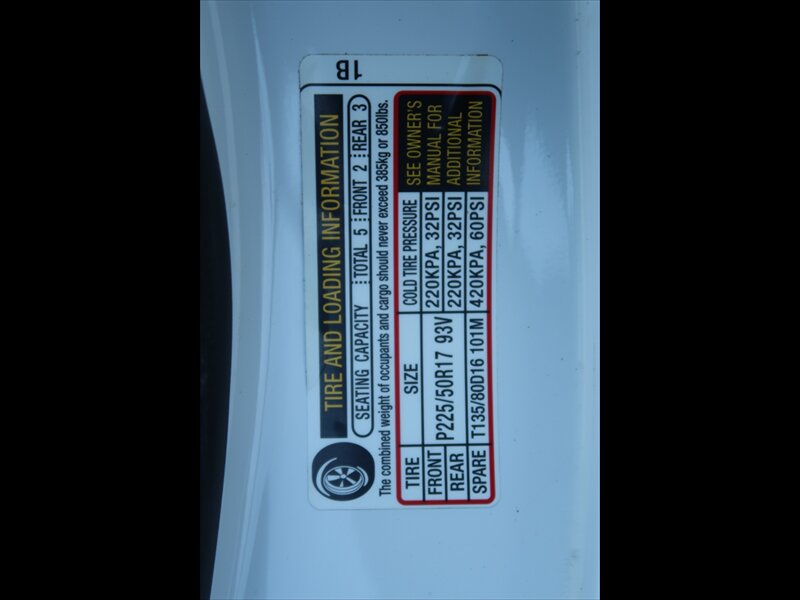 1B
TIRE AND LOADING INFORMATION
SEATING CAPACITY TOTAL 5 FRONT 2 REAR 3
The combined weight of occupants and cargo should never exceed 385kg or 850lbs.
TIRE SIZE COLD TIRE PRESSURE SEE OWNER'S MANUAL FOR ADDITIONAL INFORMATION
FRONT P225/50R17 93V 220KPA, 32PSI
REAR 220KPA, 32PSI
SPARE T135/80D16 101M 420KPA, 60PSI